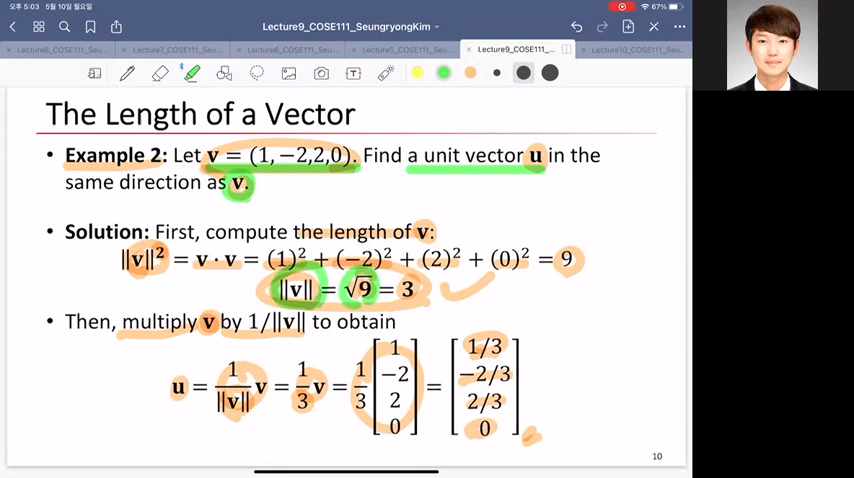 오후 5:03 5월 10일 월요일
67%
Lecture9_COSE111_SeungryongKim
Lecture8_COSE111_Seu...
Lecture7_COSE111_Seu...
Lecture6_COSE111_Seu...
Lecture5_COSE111_Seu...
Lecture9_COSE111_...
Lecture10_COSE111_Seu...
The Length of a Vector
• Example 2: Let v = (1, −2,2,0). Find a unit vector u in the
same direction as v.
• Solution: First, compute the length of v:
‖v‖² = v · v = (1)² + (−2)² + (2)² + (0)² = 9
‖v‖ = √9 = 3
• Then, multiply v by 1/‖v‖ to obtain
u = 1/‖v‖ v = 1/3 v = 1/3 [1 −2 2 0] = [1/3 −2/3 2/3 0]
10